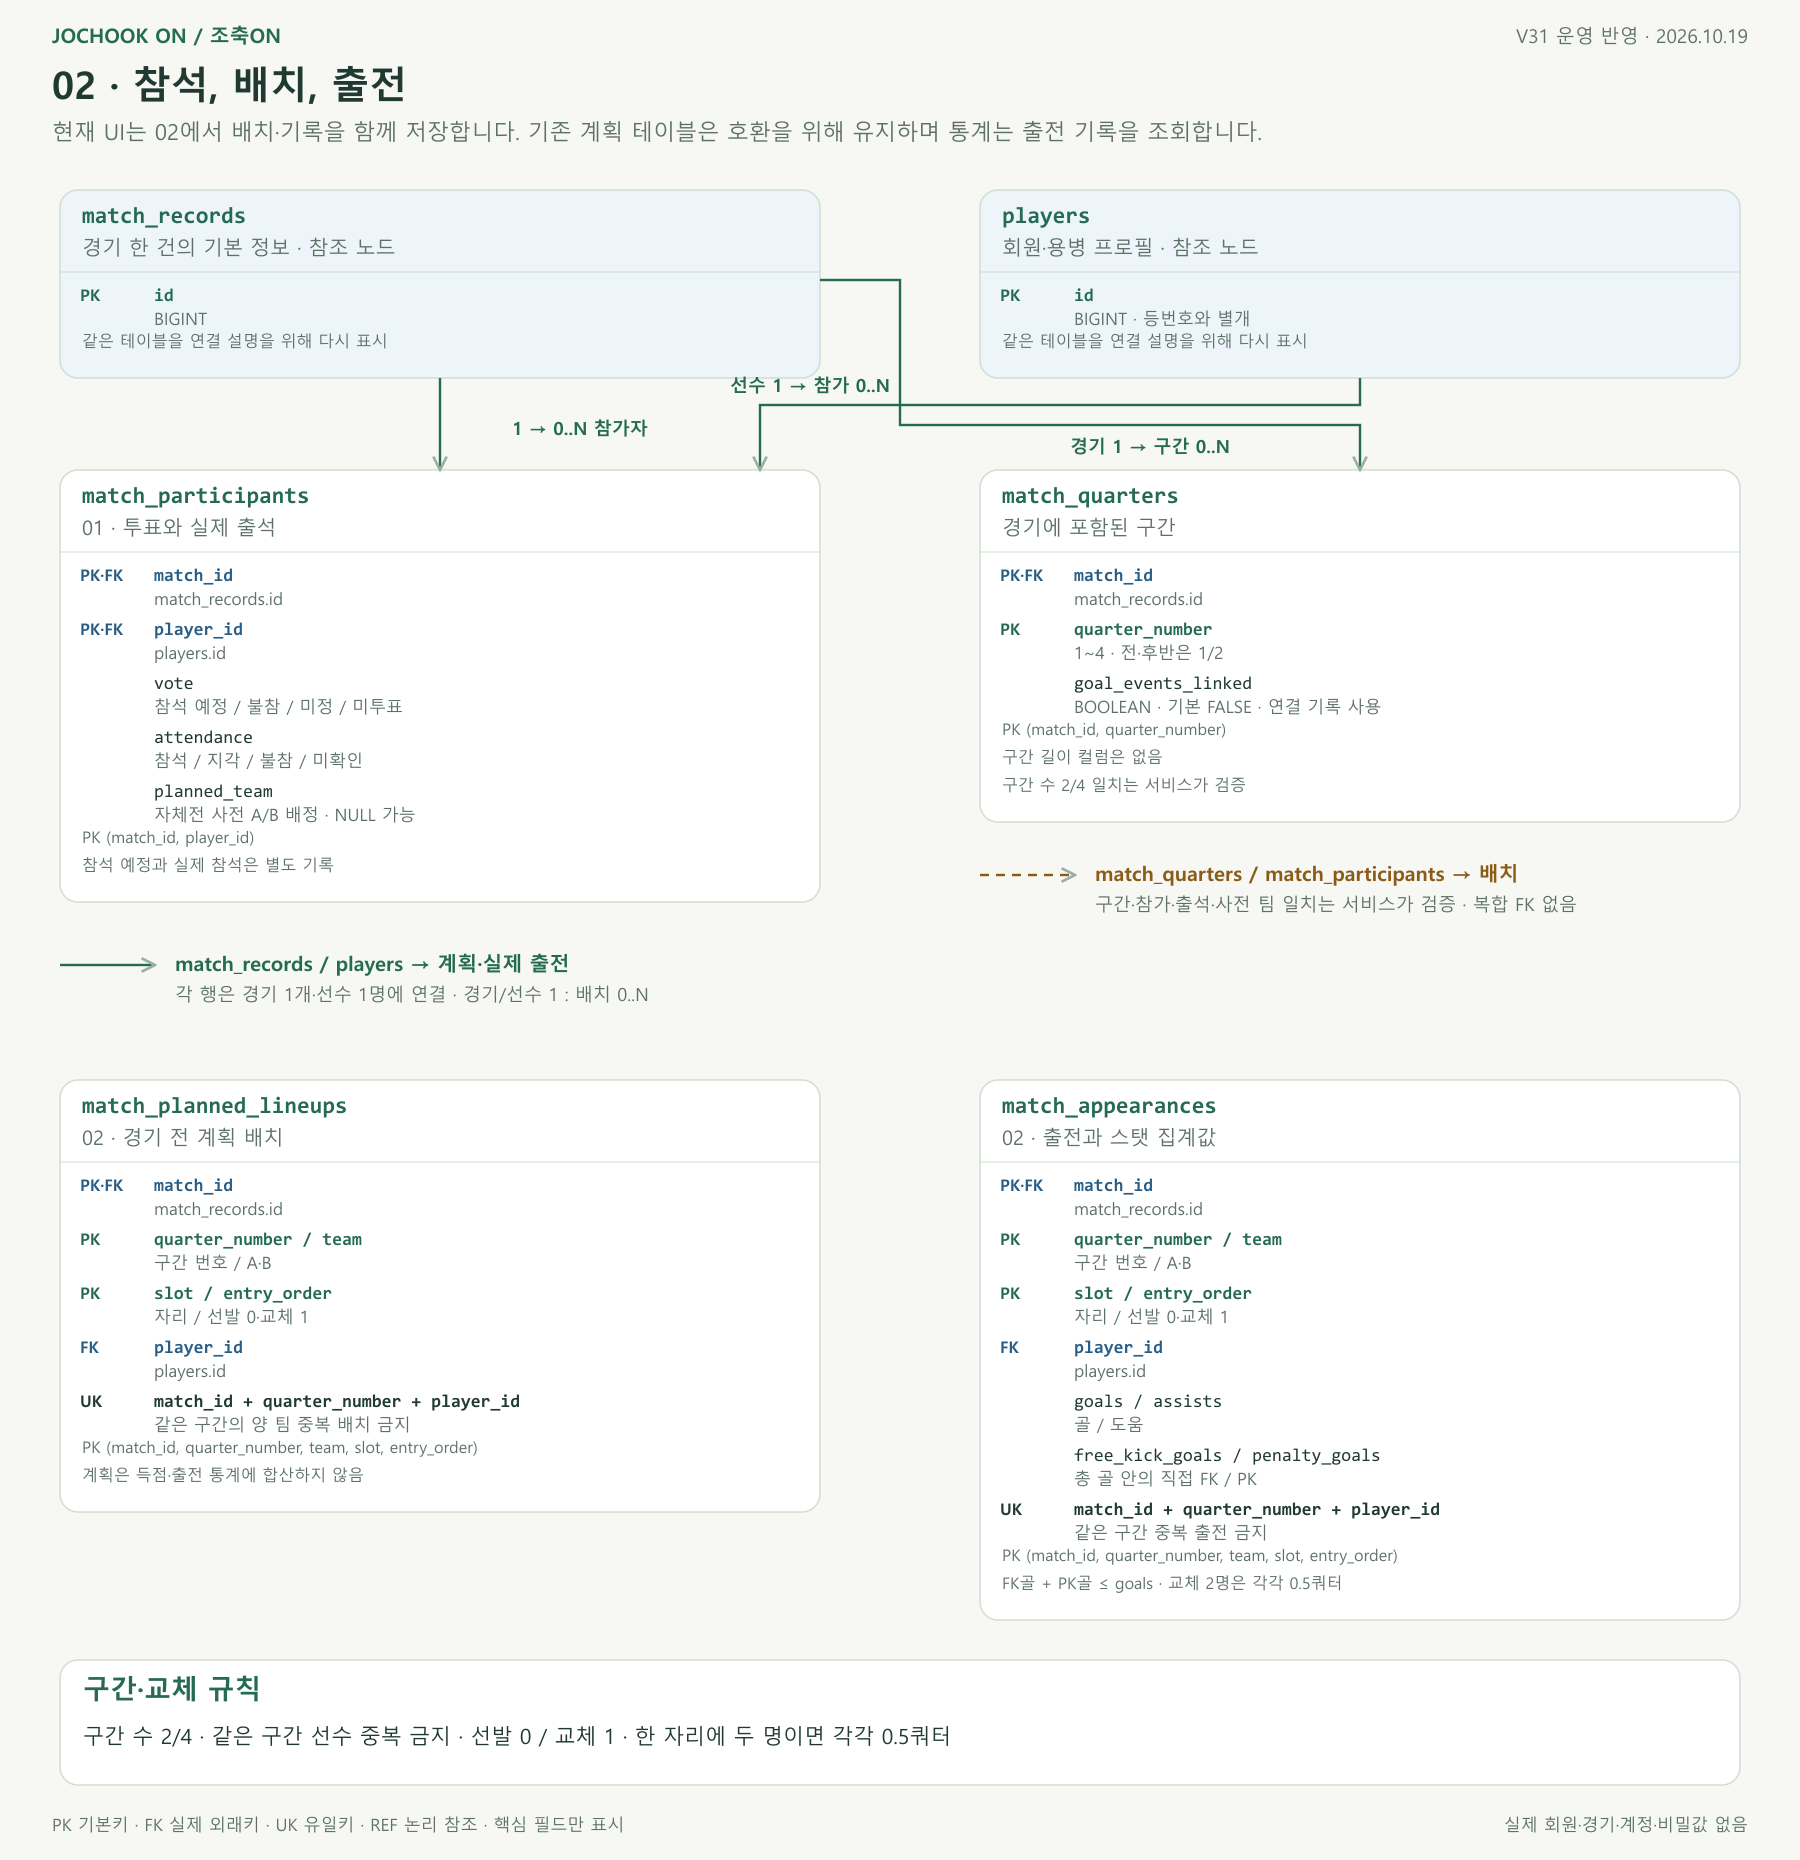 JOCHOOK ON / 조축ON
V31 운영 반영 · 2026.10.19
02 · 참석, 배치, 출전
현재 UI는 02에서 배치·기록을 함께 저장합니다. 기존 계획 테이블은 호환을 위해 유지하며 통계는 출전 기록을 조회합니다.
match_records
경기 한 건의 기본 정보 · 참조 노드
PK id
BIGINT
같은 테이블을 연결 설명을 위해 다시 표시
players
회원·용병 프로필 · 참조 노드
PK id
BIGINT · 등번호와 별개
같은 테이블을 연결 설명을 위해 다시 표시
선수 1 → 참가 0..N
1 → 0..N 참가자
경기 1 → 구간 0..N
match_participants
01 · 투표와 실제 출석
PK·FK match_id
match_records.id
PK·FK player_id
players.id
vote
참석 예정 / 불참 / 미정 / 미투표
attendance
참석 / 지각 / 불참 / 미확인
planned_team
자체전 사전 A/B 배정 · NULL 가능
PK (match_id, player_id)
참석 예정과 실제 참석은 별도 기록
match_quarters
경기에 포함된 구간
PK·FK match_id
match_records.id
PK quarter_number
1~4 · 전·후반은 1/2
goal_events_linked
BOOLEAN · 기본 FALSE · 연결 기록 사용
PK (match_id, quarter_number)
구간 길이 컬럼은 없음
구간 수 2/4 일치는 서비스가 검증
match_quarters / match_participants → 배치
구간·참가·출석·사전 팀 일치는 서비스가 검증 · 복합 FK 없음
match_records / players → 계획·실제 출전
각 행은 경기 1개·선수 1명에 연결 · 경기/선수 1 : 배치 0..N
match_planned_lineups
02 · 경기 전 계획 배치
PK·FK match_id
match_records.id
PK quarter_number / team
구간 번호 / A·B
PK slot / entry_order
자리 / 선발 0·교체 1
FK player_id
players.id
UK match_id + quarter_number + player_id
같은 구간의 양 팀 중복 배치 금지
PK (match_id, quarter_number, team, slot, entry_order)
계획은 득점·출전 통계에 합산하지 않음
match_appearances
02 · 출전과 스탯 집계값
PK·FK match_id
match_records.id
PK quarter_number / team
구간 번호 / A·B
PK slot / entry_order
자리 / 선발 0·교체 1
FK player_id
players.id
goals / assists
골 / 도움
free_kick_goals / penalty_goals
총 골 안의 직접 FK / PK
UK match_id + quarter_number + player_id
같은 구간 중복 출전 금지
PK (match_id, quarter_number, team, slot, entry_order)
FK골 + PK골 ≤ goals · 교체 2명은 각각 0.5쿼터
구간·교체 규칙
구간 수 2/4 · 같은 구간 선수 중복 금지 · 선발 0 / 교체 1 · 한 자리에 두 명이면 각각 0.5쿼터
PK 기본키 · FK 실제 외래키 · UK 유일키 · REF 논리 참조 · 핵심 필드만 표시
실제 회원·경기·계정·비밀값 없음